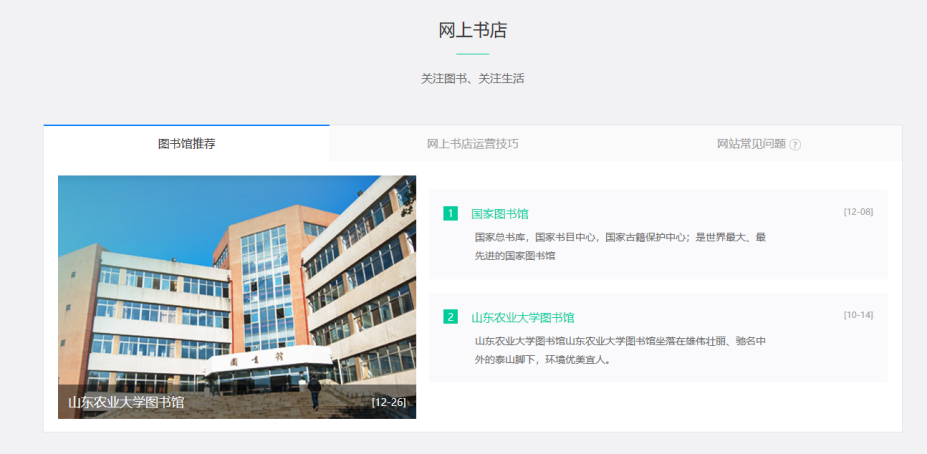 网上书店
关注图书、关注生活
图书馆推荐
网上书店运营技巧
网站常见问题 ?
图书馆
山东农业大学图书馆
[12-26]
1 国家图书馆
[12-08]
国家总书库，国家书目中心，国家古籍保护中心；是世界最大、最
先进的国家图书馆
2 山东农业大学图书馆
[10-14]
山东农业大学图书馆山东农业大学图书馆坐落在雄伟壮丽、驰名中
外的泰山脚下，环境优美宜人。